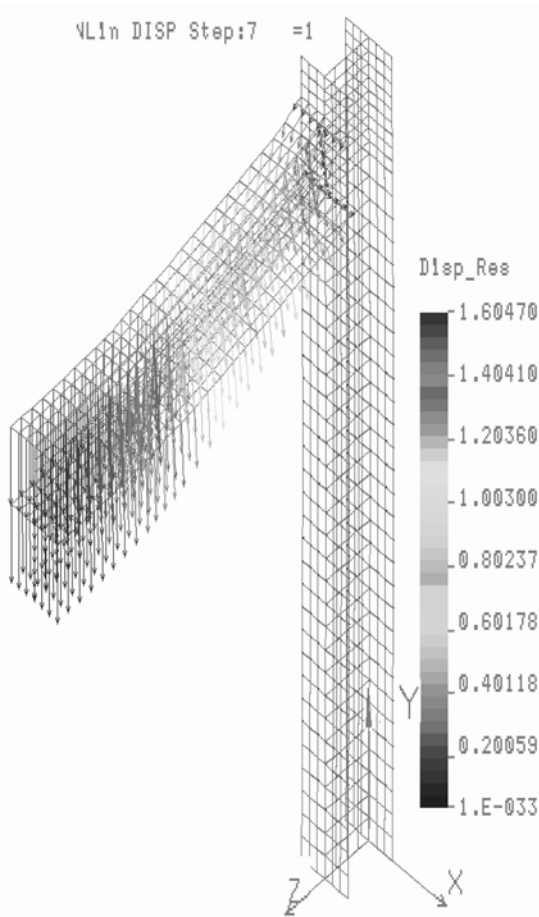 NLin DISP Step:7 =1
Disp_Res
1.60470
1.40410
1.20360
1.00300
0.80237
0.60178
0.40118
0.20059
1.E-033
Y
X
Z